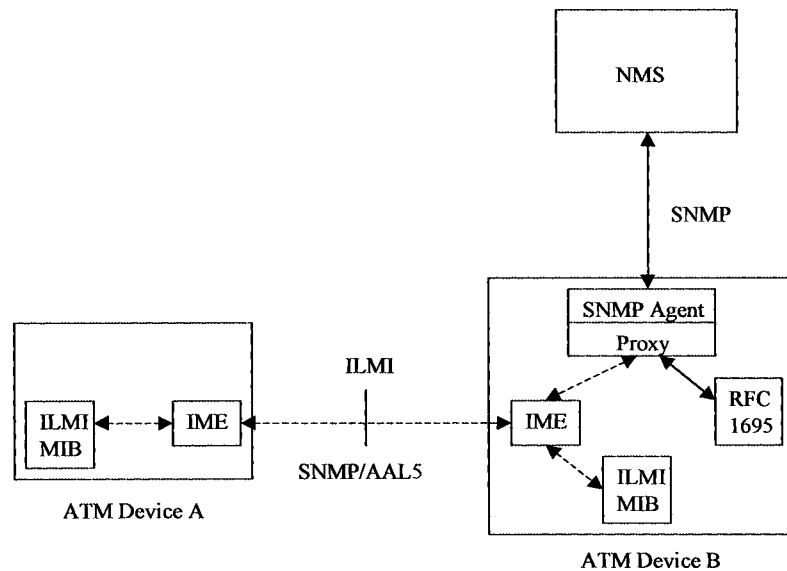 NMS
SNMP
SNMP Agent
Proxy
ILMI
ILMI
MIB
IME
IME
RFC
1695
SNMP/AAL5
ILMI
MIB
ATM Device A
ATM Device B